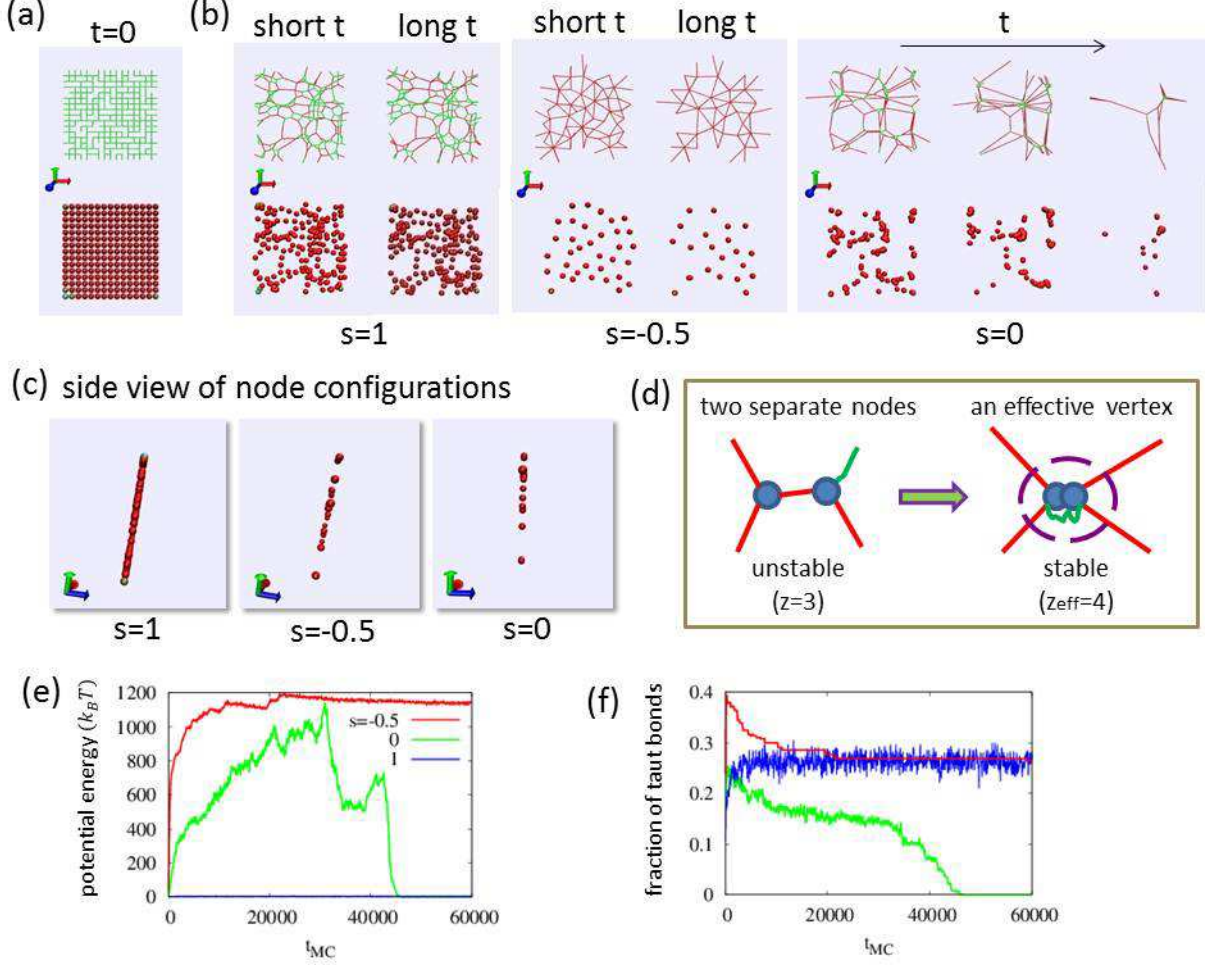 (a)
t=0
(b)
short t
long t
s=1
short t
long t
s=-0.5
t
s=0
(c) side view of node configurations
s=1
s=-0.5
s=0
(d)
two separate nodes
an effective vertex
unstable
(z=3)
stable
(zeff=4)
(e)
potential energy (k_BT)
1200
1000
800
600
400
200
0
s=-0.5
0
1
0
20000
40000
60000
t_MC
(f)
fraction of taut bonds
0.4
0.3
0.2
0.1
0
0
20000
40000
60000
t_MC